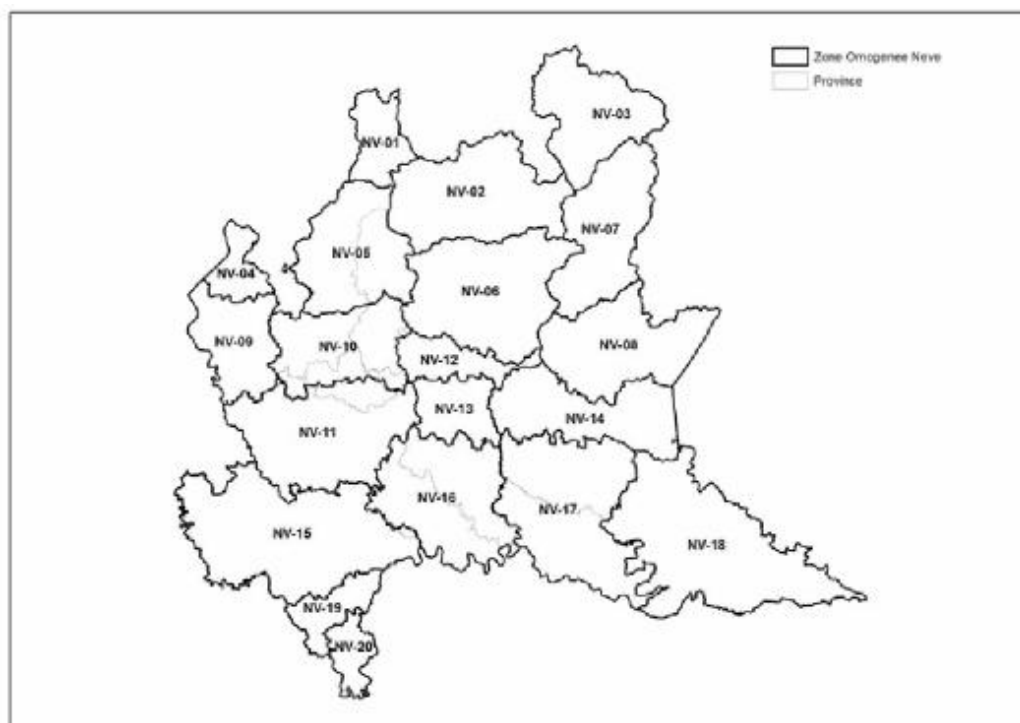 Zone Omogenee Neve
Province
NV-03
NV-01
NV-02
NV-07
NV-05
NV-04
NV-06
NV-09
NV-10
NV-08
NV-12
NV-13
NV-14
NV-11
NV-16
NV-17
NV-15
NV-18
NV-19
NV-20